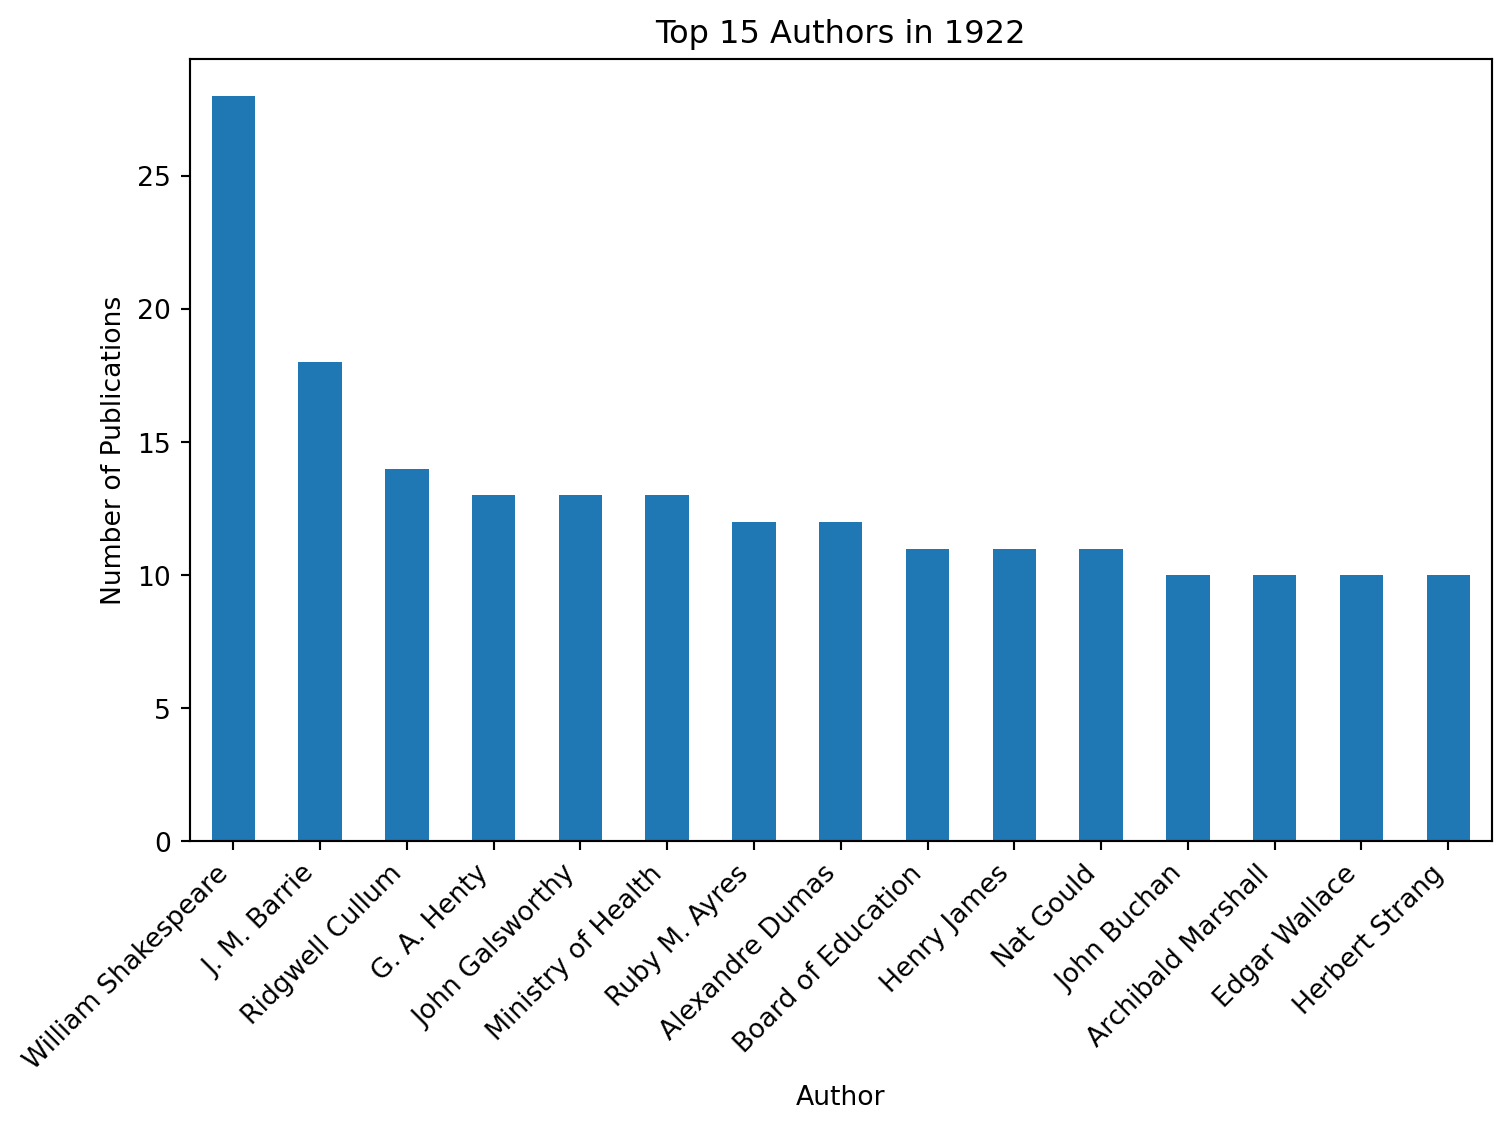 Top 15 Authors in 1922
Number of Publications
25
20
15
10
5
0
William Shakespeare
J. M. Barrie
Ridgwell Cullum
G. A. Henty
John Galsworthy
Ministry of Health
Ruby M. Ayres
Alexandre Dumas
Board of Education
Henry James
Nat Gould
John Buchan
Archibald Marshall
Edgar Wallace
Herbert Strang
Author